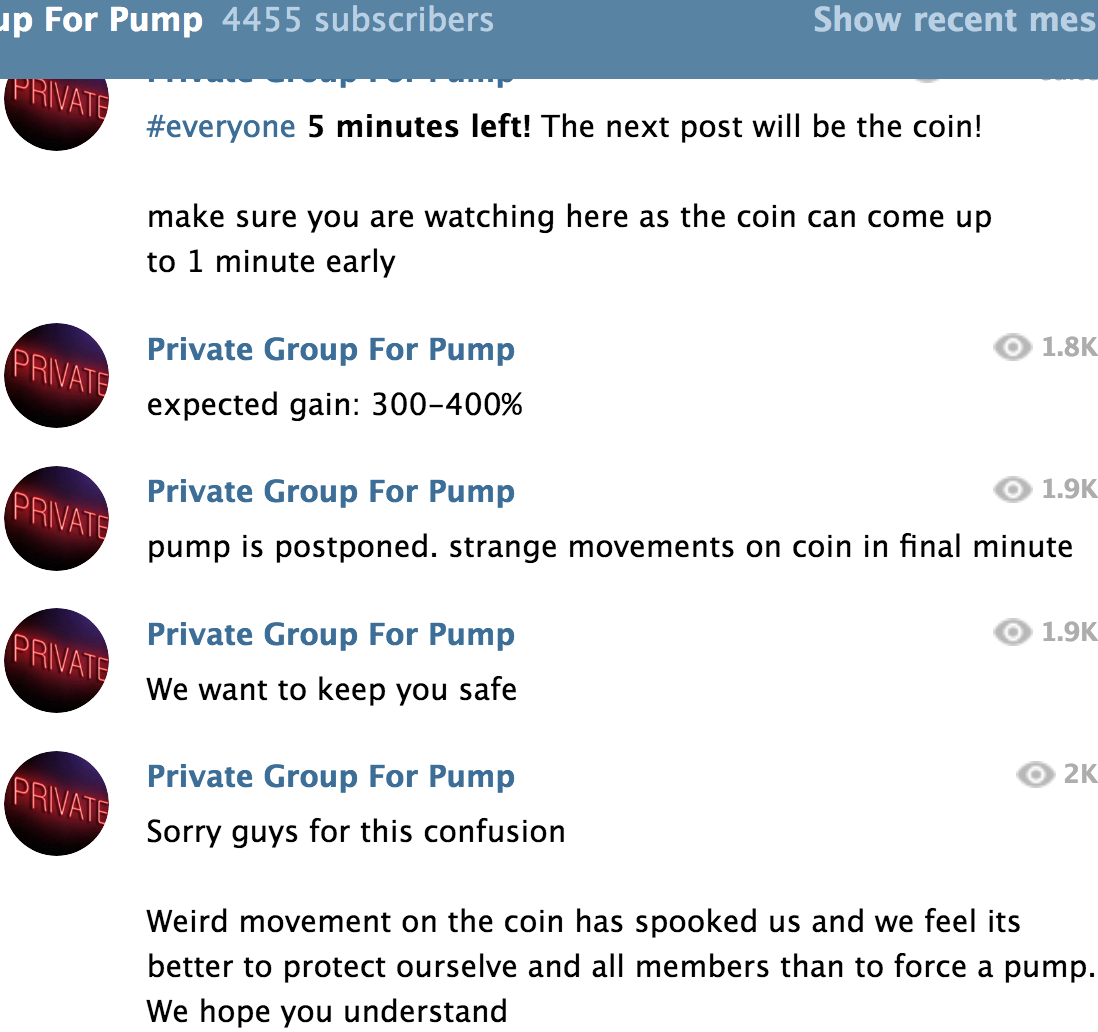 up For Pump 4455 subscribers Show recent mes
Private Group For Pump
PRIVATE
#everyone 5 minutes left! The next post will be the coin!
make sure you are watching here as the coin can come up
to 1 minute early
Private Group For Pump 1.8K
PRIVATE
expected gain: 300-400%
Private Group For Pump 1.9K
PRIVATE
pump is postponed. strange movements on coin in final minute
Private Group For Pump 1.9K
PRIVATE
We want to keep you safe
Private Group For Pump 2K
PRIVATE
Sorry guys for this confusion
Weird movement on the coin has spooked us and we feel its
better to protect ourselve and all members than to force a pump.
We hope you understand